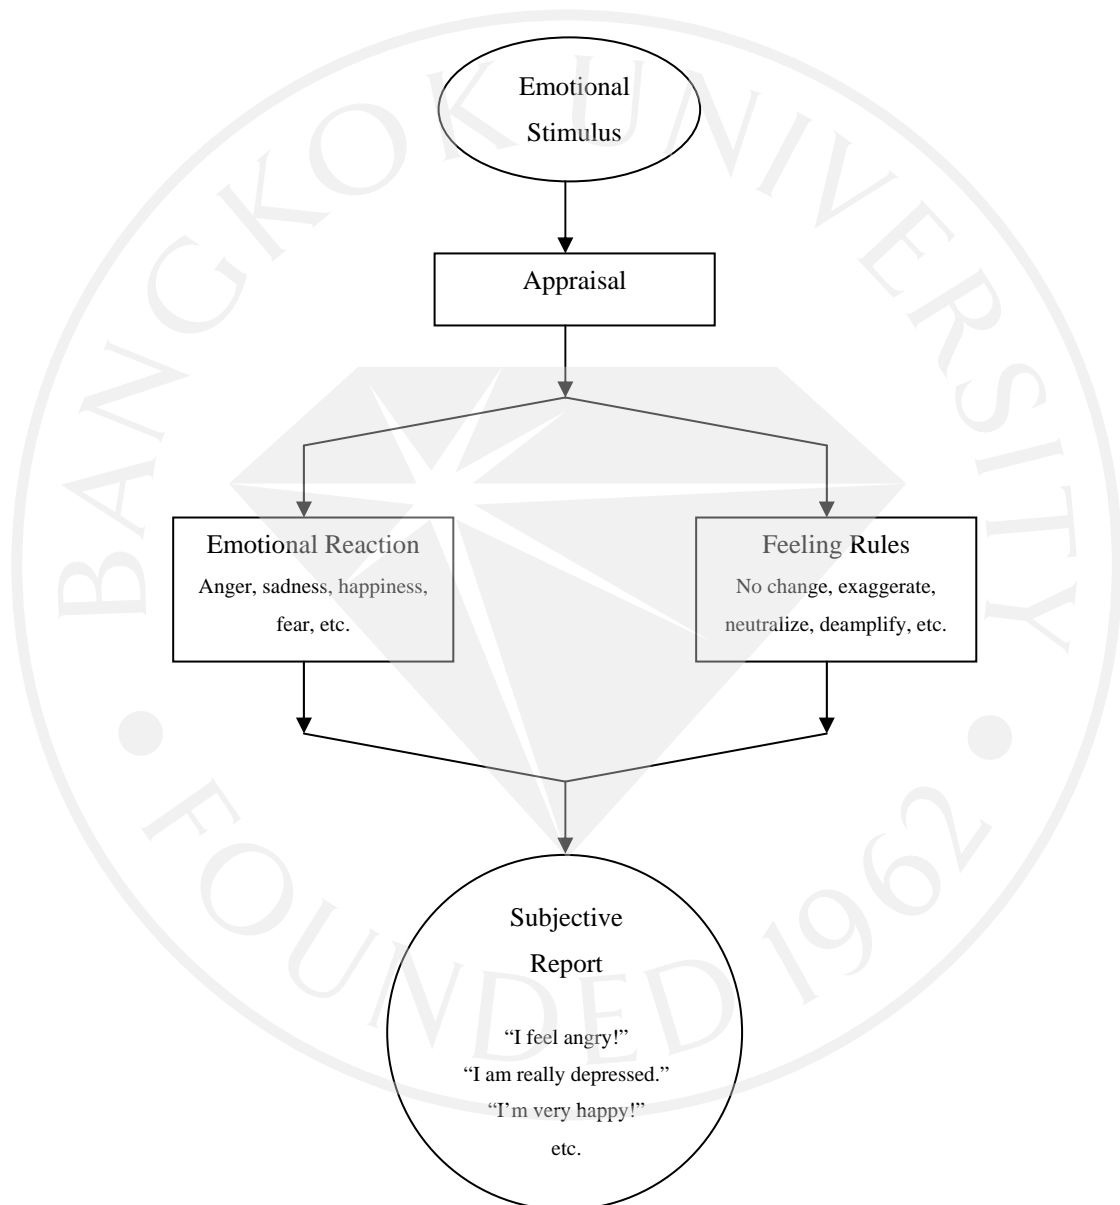 BANGKOK UNIVERSITY
Emotional
Stimulus
Appraisal
Emotional Reaction
Anger, sadness, happiness,
fear, etc.
Feeling Rules
No change, exaggerate,
neutralize, deamplify, etc.
Subjective
Report
“I feel angry!”
“I am really depressed.”
“I’m very happy!”
etc.
FOUNDED 1962